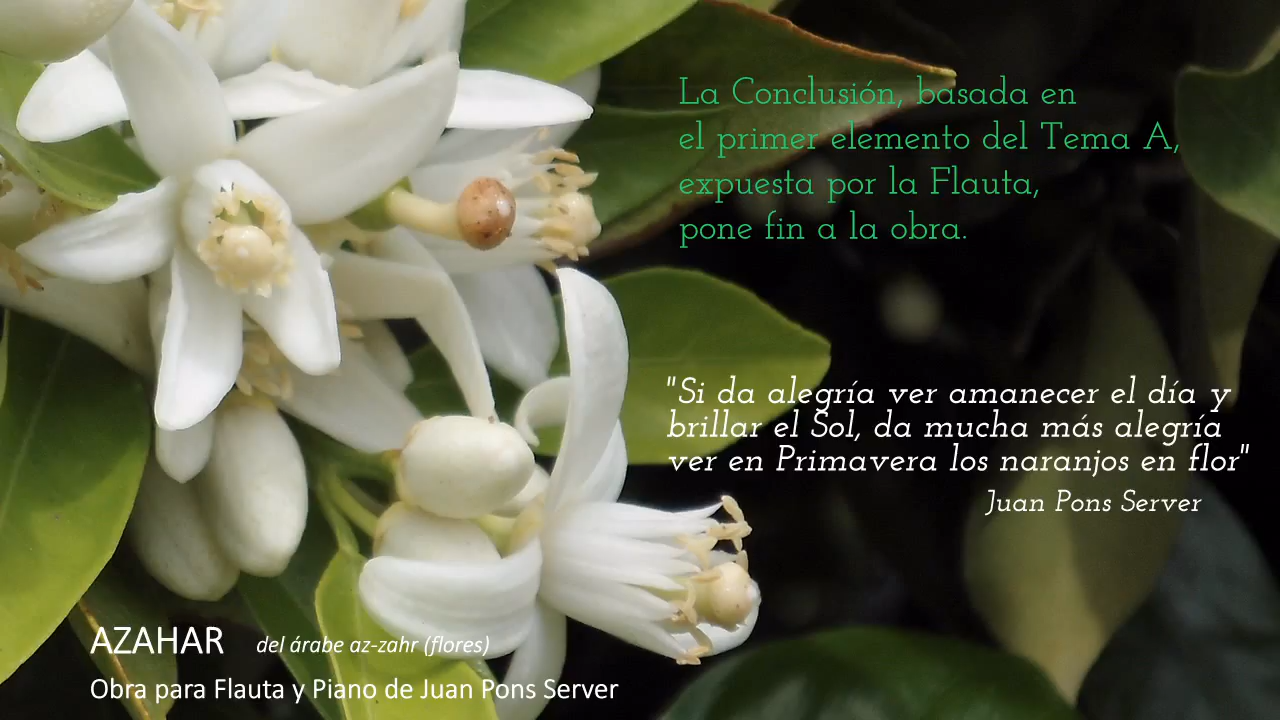 La Conclusión, basada en
el primer elemento del Tema A,
expuesta por la Flauta,
pone fin a la obra.
"Si da alegría ver amanecer el día y
brillar el Sol, da mucha más alegría
ver en Primavera los naranjos en flor"
Juan Pons Server
AZAHAR del árabe az-zahr (flores)
Obra para Flauta y Piano de Juan Pons Server